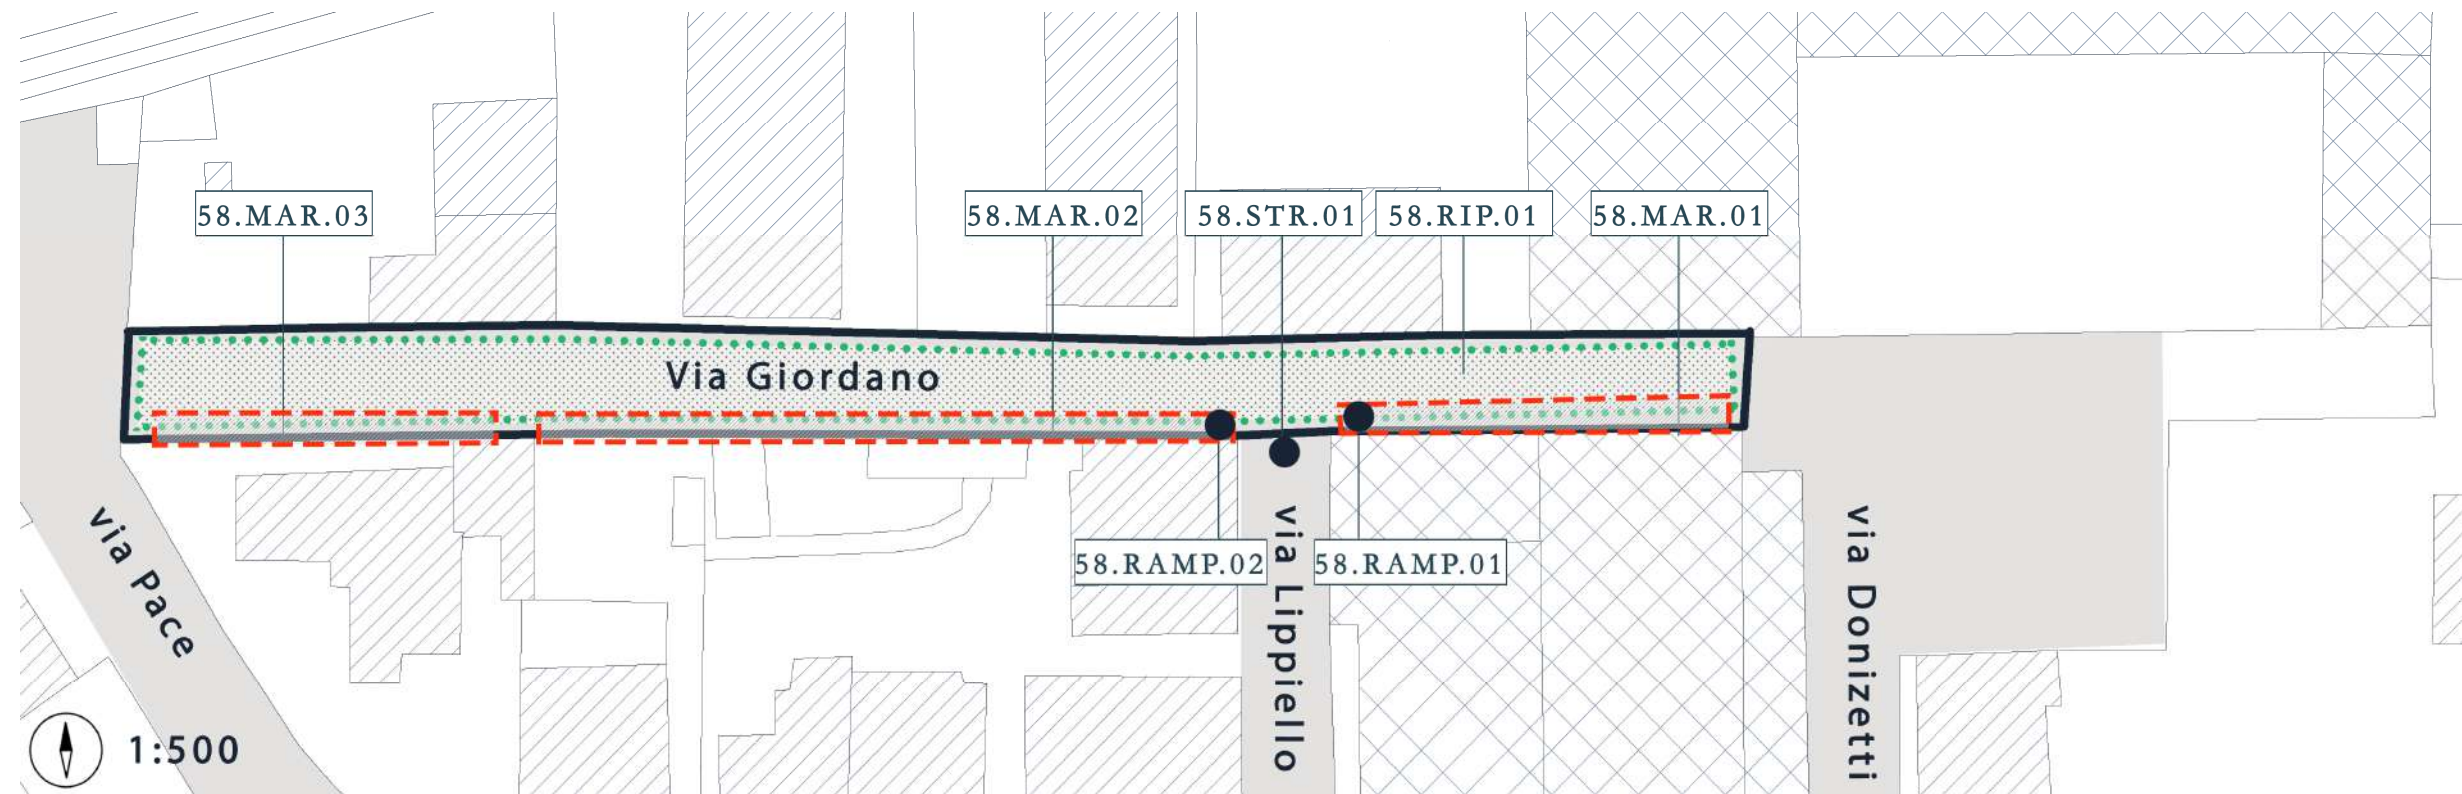 58.MAR.03
58.MAR.02
58.STR.01
58.RIP.01
58.MAR.01
Via Giordano
58.RAMP.02
58.RAMP.01
via Pace
via Lippiello
via Donizetti
1:500